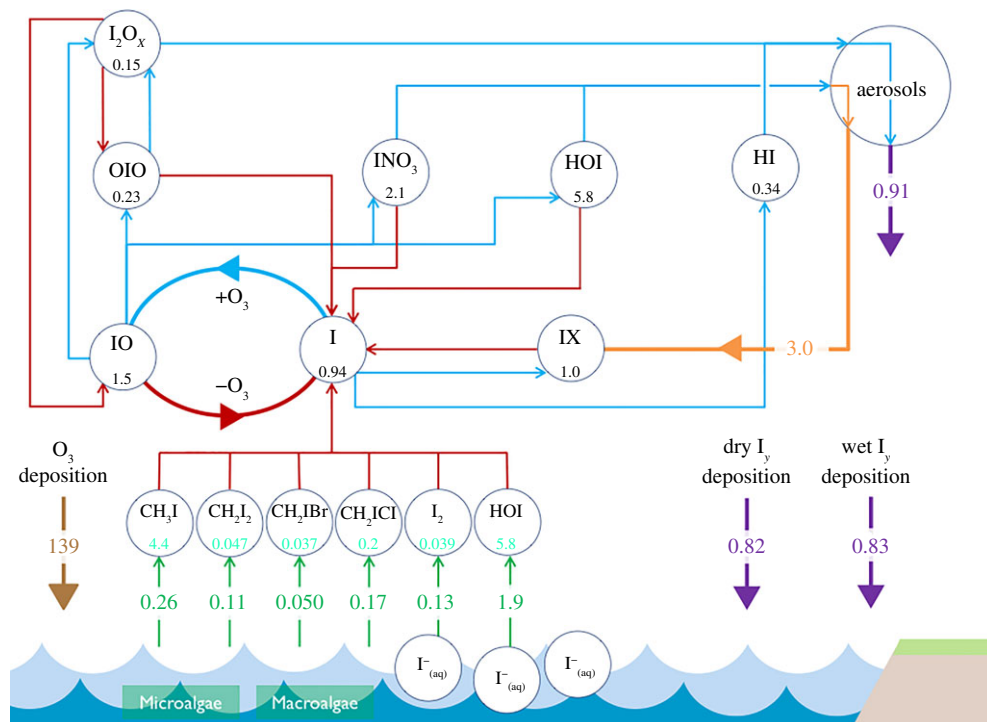 I₂Oₓ
0.15
aerosols
OIO
0.23
INO₃
2.1
HOI
5.8
HI
0.34
0.91
+O₃
IO
1.5
I
0.94
IX
1.0
3.0
−O₃
O₃
deposition
dry Iᵧ
deposition
wet Iᵧ
deposition
CH₃I
4.4
CH₂I₂
0.047
CH₂IBr
0.037
CH₂ICI
0.2
I₂
0.039
HOI
5.8
139
0.82
0.83
0.26
0.11
0.050
0.17
0.13
1.9
I⁻(aq)
I⁻(aq)
I⁻(aq)
Microalgae
Macroalgae